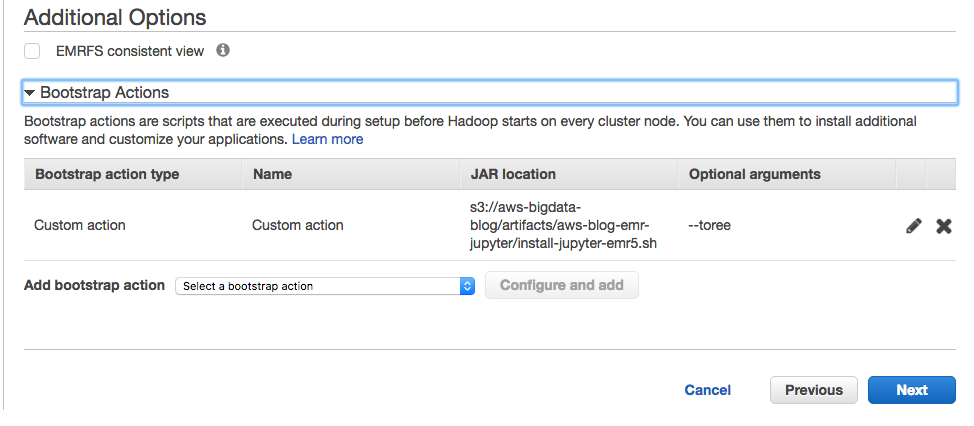 Additional Options
EMRFS consistent view
Bootstrap Actions
Bootstrap actions are scripts that are executed during setup before Hadoop starts on every cluster node. You can use them to install additional
software and customize your applications. Learn more
Bootstrap action type Name JAR location Optional arguments
Custom action Custom action s3://aws-bigdata-
blog/artifacts/aws-blog-emr-
jupyter/install-jupyter-emr5.sh --toree
Add bootstrap action Select a bootstrap action Configure and add
Cancel Previous Next